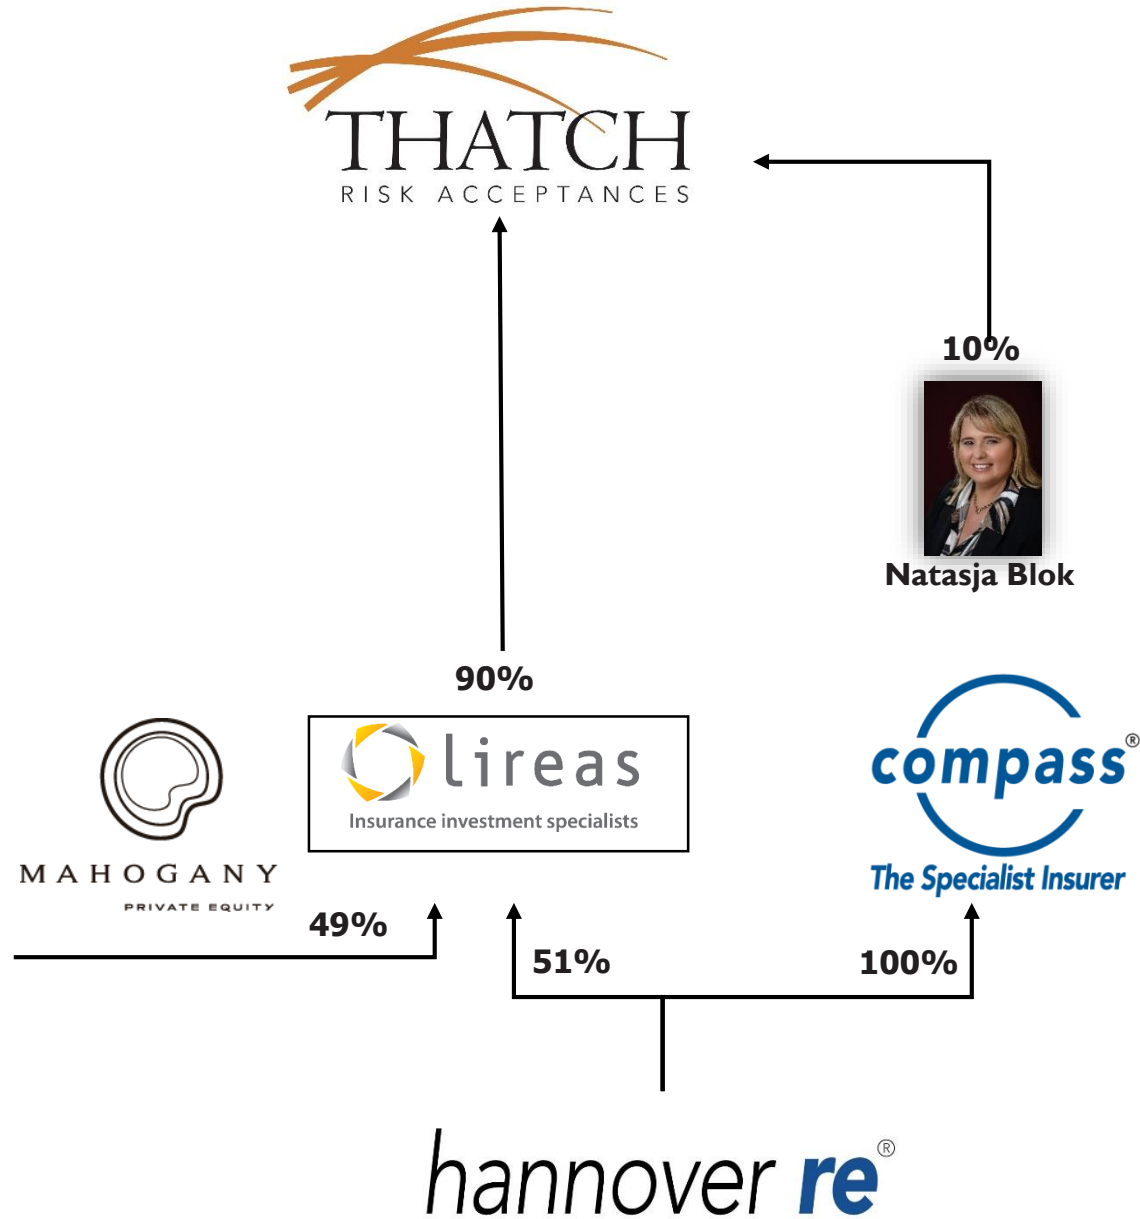 THATCH
RISK ACCEPTANCES
10%
Natasja Blok
90%
lireas
Insurance investment specialists
compass®
The Specialist Insurer
MAHOGANY
PRIVATE EQUITY
49%
51%
100%
hannover re®